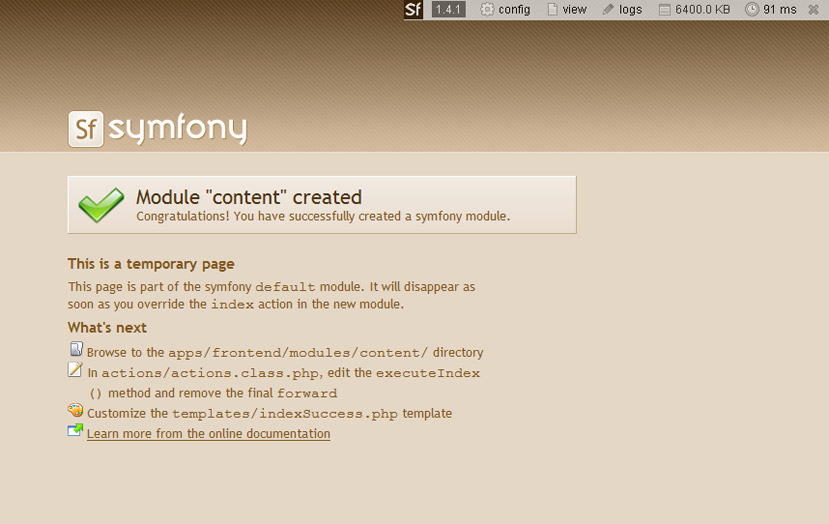 Sf 1.4.1 config view logs 6400.0 KB 91 ms
Sf symfony
Module "content" created
Congratulations! You have successfully created a symfony module.
This is a temporary page
This page is part of the symfony default module. It will disappear as
soon as you override the index action in the new module.
What's next
Browse to the apps/frontend/modules/content/ directory
In actions/actions.class.php, edit the executeIndex
() method and remove the final forward
Customize the templates/indexSuccess.php template
Learn more from the online documentation